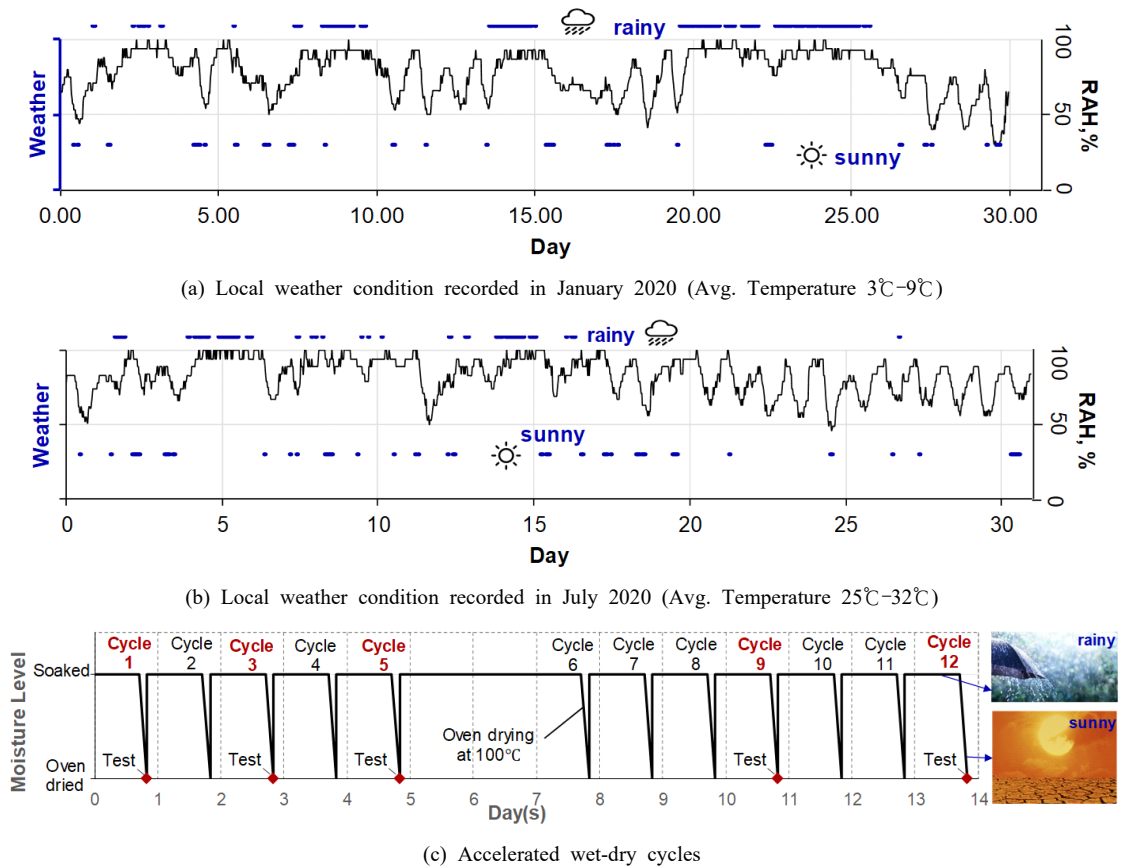 rainy
Weather
100
50
0
RAH,%
sunny
0.00 5.00 10.00 15.00 20.00 25.00 30.00
Day
(a) Local weather condition recorded in January 2020 (Avg. Temperature 3℃-9℃)
rainy
Weather
100
50
0
RAH, %
sunny
0 5 10 15 20 25 30
Day
(b) Local weather condition recorded in July 2020 (Avg. Temperature 25℃-32℃)
Moisture Level
Soaked
Oven
dried
Cycle Cycle Cycle Cycle Cycle Cycle Cycle Cycle Cycle Cycle Cycle Cycle
1 2 3 4 5 6 7 8 9 10 11 12
Oven drying
at 100℃
Test Test Test Test Test
0 1 2 3 4 5 6 7 8 9 10 11 12 13 14
Day(s)
rainy
sunny
(c) Accelerated wet-dry cycles